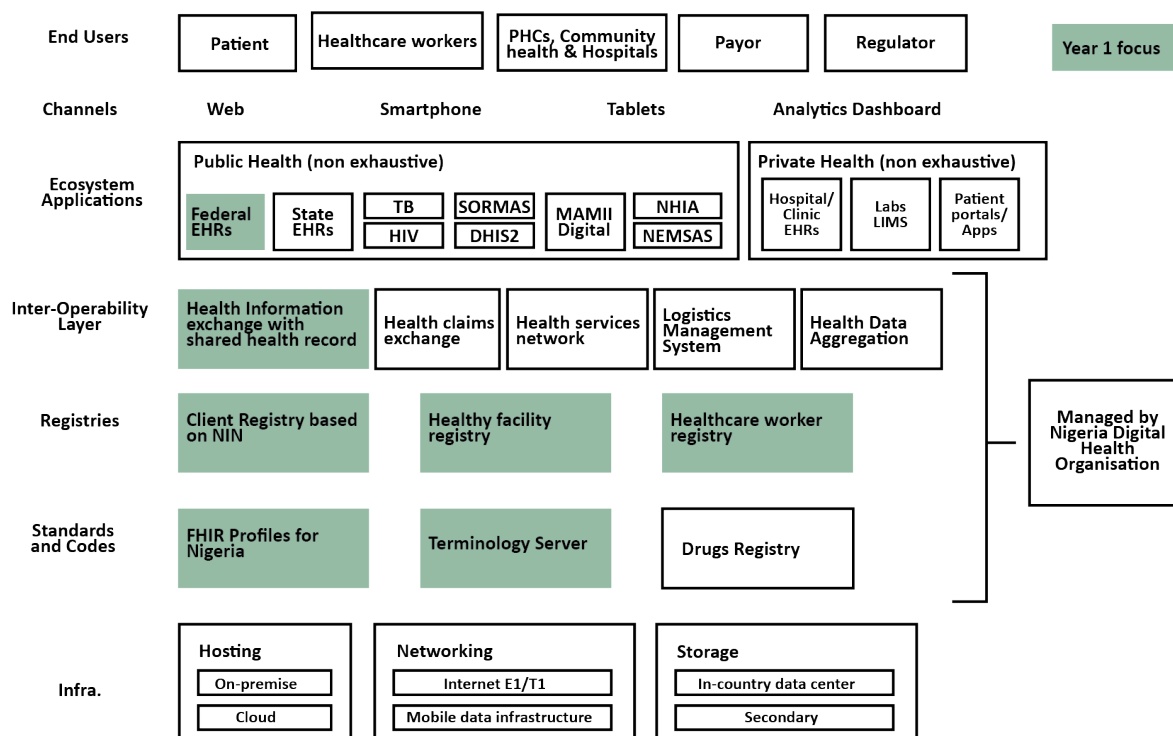 End Users
Patient
Healthcare workers
PHCs, Community
health & Hospitals
Payor
Regulator
Year 1 focus
Channels
Web
Smartphone
Tablets
Analytics Dashboard
Ecosystem
Applications
Public Health (non exhaustive)
Federal
EHRs
State
EHRs
TB
HIV
SORMAS
DHIS2
MAMII
Digital
NHIA
NEMSAS
Private Health (non exhaustive)
Hospital/
Clinic
EHRs
Labs
LIMS
Patient
portals/
Apps
Inter-Operability
Layer
Health Information
exchange with
shared health record
Health claims
exchange
Health services
network
Logistics
Management
System
Health Data
Aggregation
Registries
Client Registry based
on NIN
Healthy facility
registry
Healthcare worker
registry
Managed by
Nigeria Digital
Health
Organisation
Standards
and Codes
FHIR Profiles for
Nigeria
Terminology Server
Drugs Registry
Infra.
Hosting
On-premise
Cloud
Networking
Internet E1/T1
Mobile data infrastructure
Storage
In-country data center
Secondary